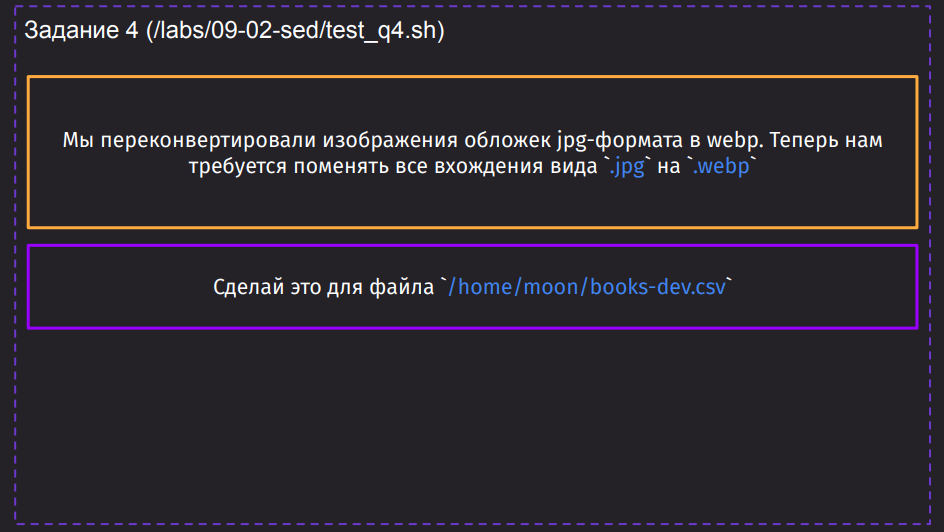 Задание 4 (/labs/09-02-sed/test_q4.sh)
Мы переконвертировали изображения обложек jpg-формата в webp. Теперь нам
требуется поменять все вхождения вида `.jpg` на `.webp`
Сделай это для файла `/home/moon/books-dev.csv`